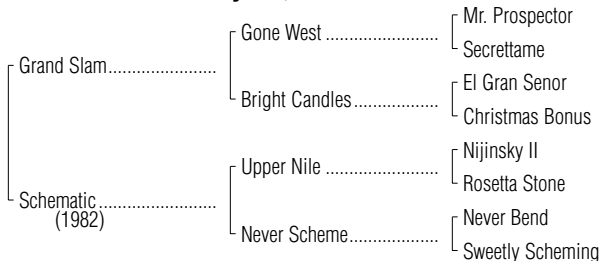 Mr. Prospector
Gone West ......................
Secrettame
Grand Slam......................
El Gran Senor
Bright Candles.................
Christmas Bonus
Nijinsky II
Upper Nile ......................
Rosetta Stone
Schematic........................
(1982)
Never Bend
Never Scheme..................
Sweetly Scheming